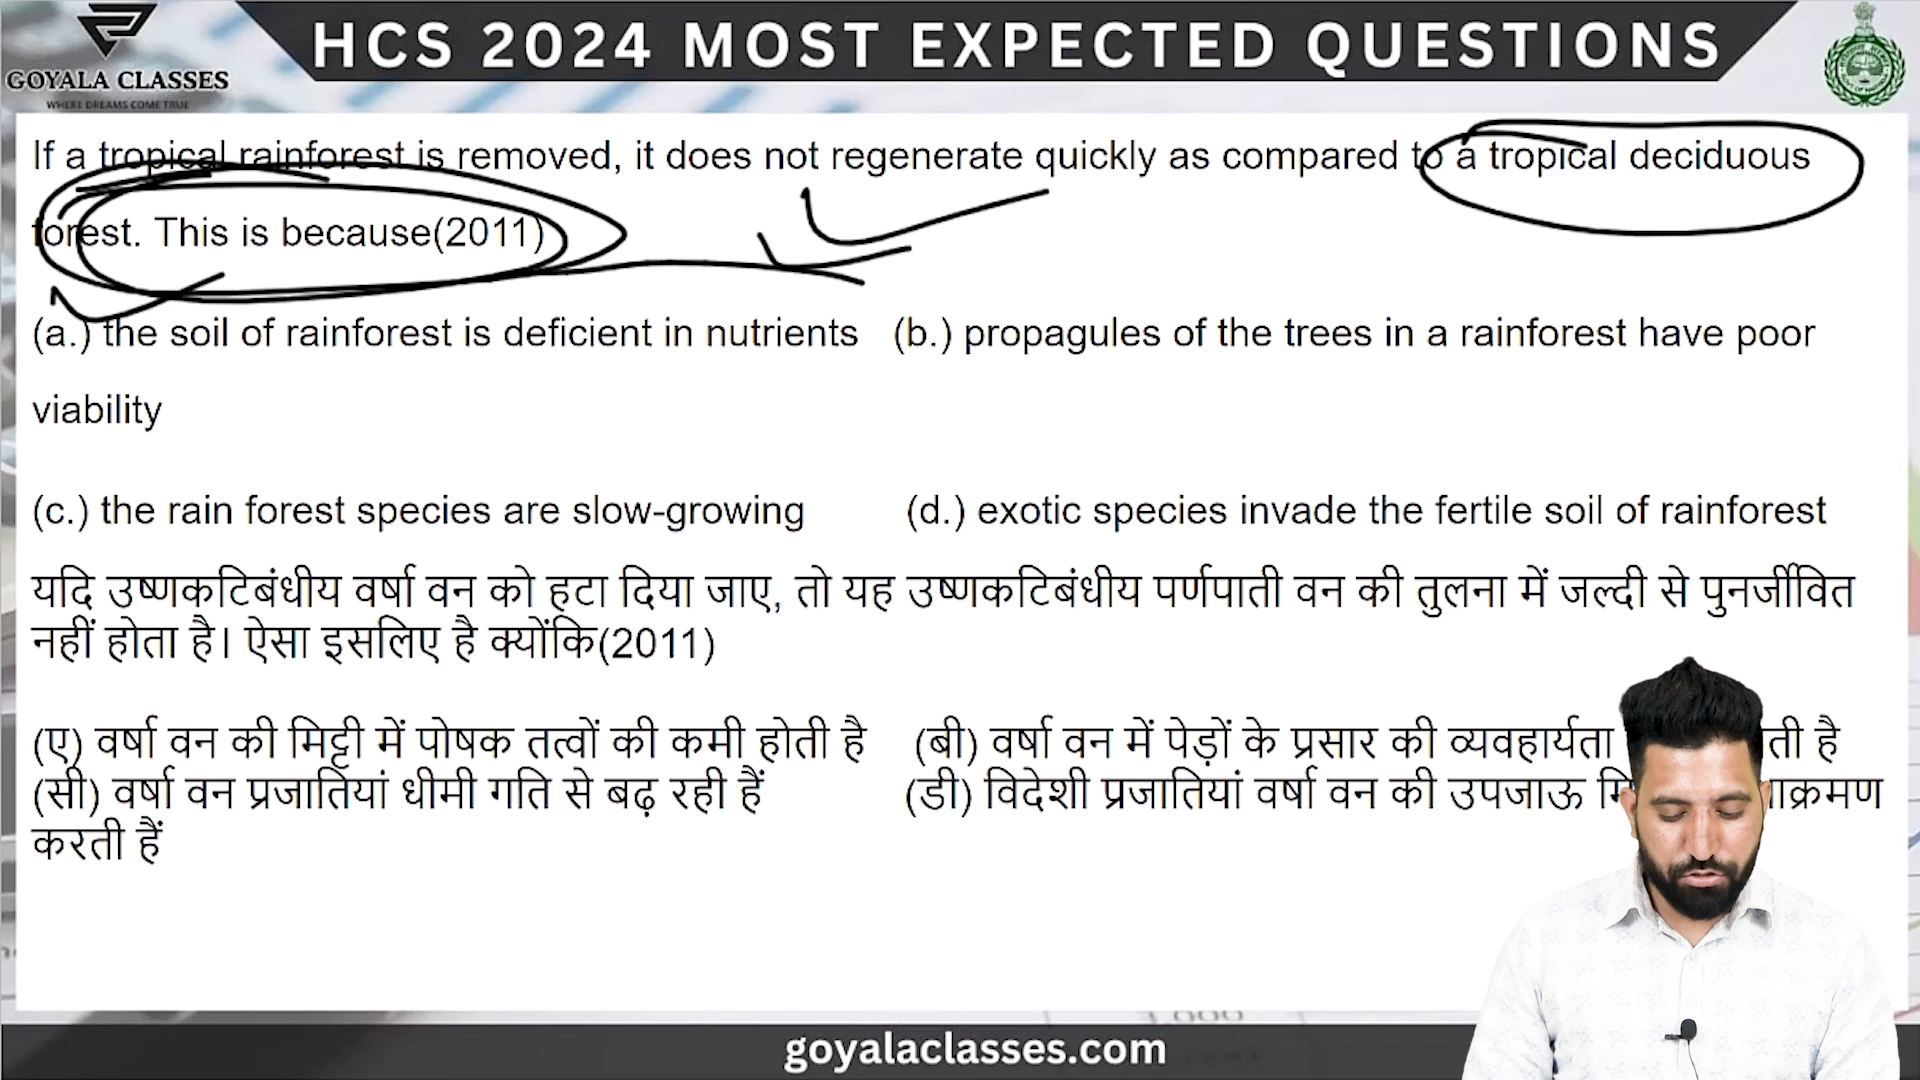 HCS 2024 MOST EXPECTED QUESTIONS
GOYALA CLASSES
WHERE DREAMS COME TRUE
If a tropical rainforest is removed, it does not regenerate quickly as compared to a tropical deciduous
forest. This is because(2011)
(a.) the soil of rainforest is deficient in nutrients (b.) propagules of the trees in a rainforest have poor
viability
(c.) the rain forest species are slow-growing (d.) exotic species invade the fertile soil of rainforest
यदि उष्णकटिबंधीय वर्षा वन को हटा दिया जाए, तो यह उष्णकटिबंधीय पर्णपाती वन की तुलना में जल्दी से पुनर्जीवित
नहीं होता है। ऐसा इसलिए है क्योंकि(2011)
(ए) वर्षा वन की मिट्टी में पोषक तत्वों की कमी होती है (बी) वर्षा वन में पेड़ों के प्रसार की व्यवहार्यता है
(सी) वर्षा वन प्रजातियां धीमी गति से बढ़ रही हैं (डी) विदेशी प्रजातियां वर्षा वन की उपजाऊ
करती हैं
1,000
goyalaclasses.com